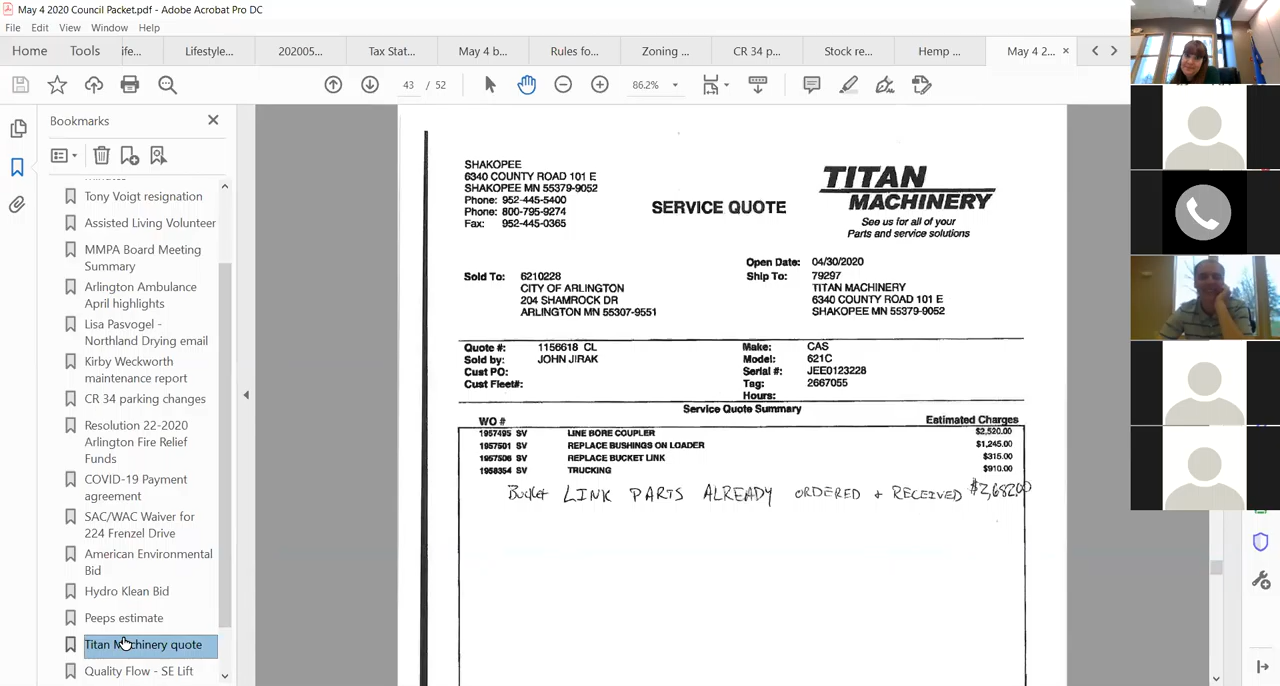 May 4 2020 Council Packet.pdf - Adobe Acrobat Pro DC
File Edit View Window Help
Home Tools ife... Lifestyle... 202005... Tax Stat... May 4 b... Rules fo... Zoning ... CR 34 p... Stock re... Hemp ... May 4 2... ×
43 / 52 86.2%
Bookmarks
Tony Voigt resignation
Assisted Living Volunteer
MMPA Board Meeting
Summary
Arlington Ambulance
April highlights
Lisa Pasvogel -
Northland Drying email
Kirby Weckworth
maintenance report
CR 34 parking changes
Resolution 22-2020
Arlington Fire Relief
Funds
COVID-19 Payment
agreement
SAC/WAC Waiver for
224 Frenzel Drive
American Environmental
Bid
Hydro Klean Bid
Peeps estimate
Titan Machinery quote
Quality Flow - SE Lift
SHAKOPEE
6340 COUNTY ROAD 101 E
SHAKOPEE MN 55379-9052
Phone: 952-445-5400
Phone: 800-795-9274
Fax: 952-445-0365
SERVICE QUOTE
TITAN
MACHINERY
See us for all of your
Parts and service solutions
Open Date: 04/30/2020
Sold To: 6210228
CITY OF ARLINGTON
204 SHAMROCK DR
ARLINGTON MN 55307-9551
Ship To: 79297
TITAN MACHINERY
6340 COUNTY ROAD 101 E
SHAKOPEE MN 55379-9052
Quote #: 1156618 CL
Sold by: JOHN JIRAK
Cust PO:
Cust Fleet#:
Make: CAS
Model: 621C
Serial #: JEE0123228
Tag: 2667055
Hours:
Service Quote Summary
WO # Estimated Charges
1957495 SV LINE BORE COUPLER $2,520.00
1957501 SV REPLACE BUSHINGS ON LOADER $1,245.00
1957506 SV REPLACE BUCKET LINK $315.00
1958354 SV TRUCKING $910.00
Bucket LINK PARTS ALREADY ORDERED + RECEIVED